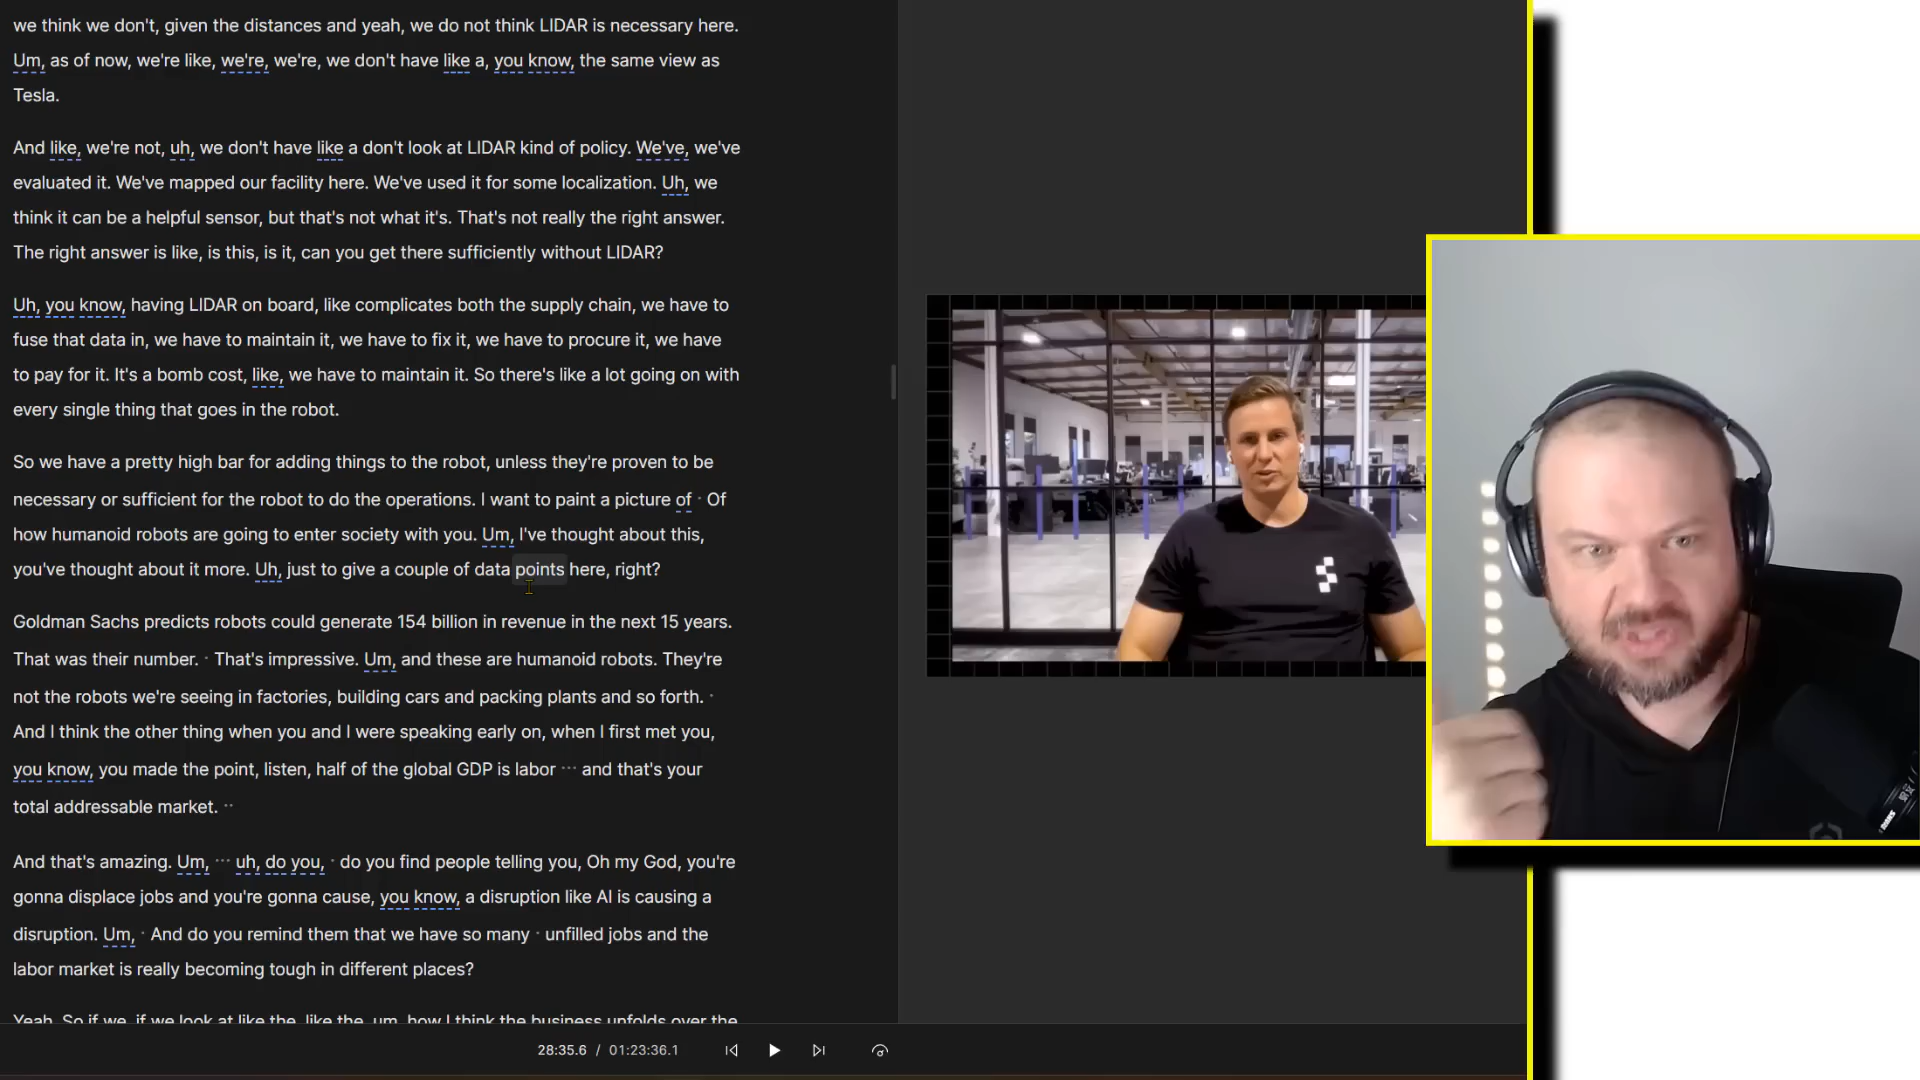 we think we don't, given the distances and yeah, we do not think LIDAR is necessary here.
Um, as of now, we're like, we're, we're, we don't have like a, you know, the same view as
Tesla.
And like, we're not, uh, we don't have like a don't look at LIDAR kind of policy. We've, we've
evaluated it. We've mapped our facility here. We've used it for some localization. Uh, we
think it can be a helpful sensor, but that's not what it's. That's not really the right answer.
The right answer is like, is this, is it, can you get there sufficiently without LIDAR?
Uh, you know, having LIDAR on board, like complicates both the supply chain, we have to
fuse that data in, we have to maintain it, we have to fix it, we have to procure it, we have
to pay for it. It's a bomb cost, like, we have to maintain it. So there's like a lot going on with
every single thing that goes in the robot.
So we have a pretty high bar for adding things to the robot, unless they're proven to be
necessary or sufficient for the robot to do the operations. I want to paint a picture of · Of
how humanoid robots are going to enter society with you. Um, I've thought about this,
you've thought about it more. Uh, just to give a couple of data points here, right?
Goldman Sachs predicts robots could generate 154 billion in revenue in the next 15 years.
That was their number. · That's impressive. Um, and these are humanoid robots. They're
not the robots we're seeing in factories, building cars and packing plants and so forth. ·
And I think the other thing when you and I were speaking early on, when I first met you,
you know, you made the point, listen, half of the global GDP is labor ··· and that's your
total addressable market. ··
And that's amazing. Um, ··· uh, do you, · do you find people telling you, Oh my God, you're
gonna displace jobs and you're gonna cause, you know, a disruption like AI is causing a
disruption. Um, · And do you remind them that we have so many · unfilled jobs and the
labor market is really becoming tough in different places?
Yeah. So if we, if we look at like the, like the, um, how I think the business unfolds over the
28:35.6 / 01:23:36.1